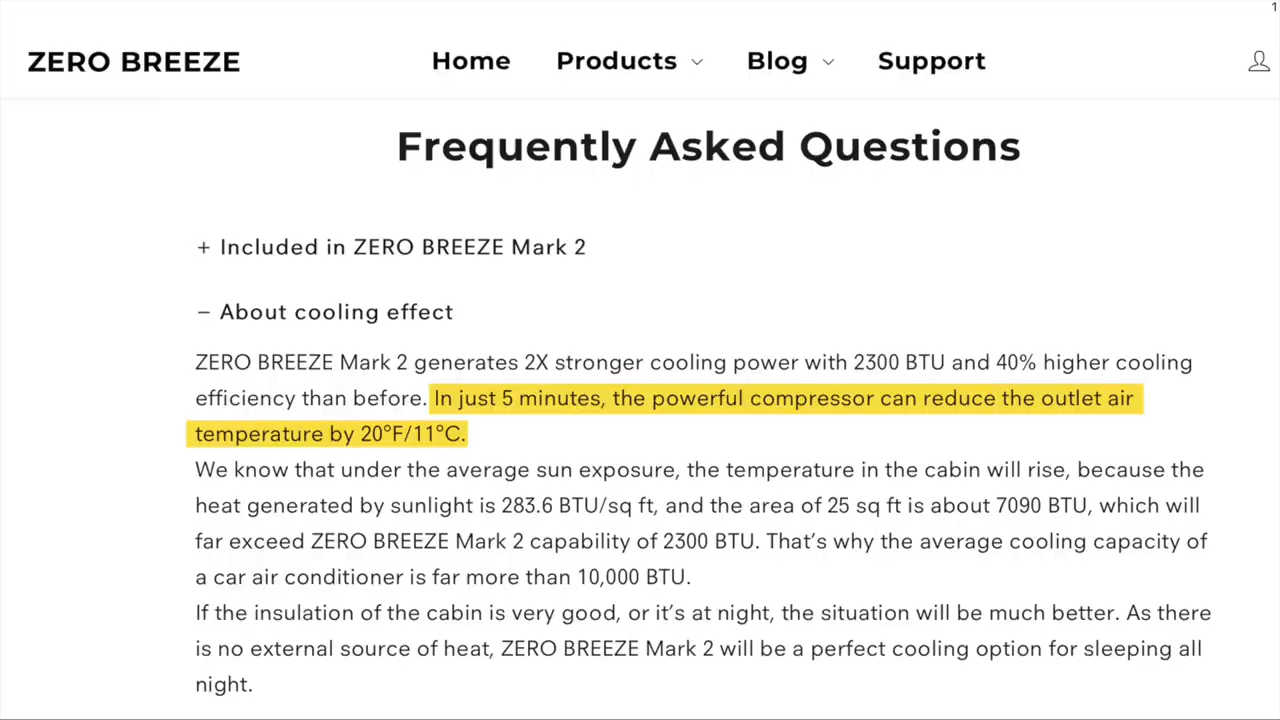 1
ZERO BREEZE
Home Products Blog Support
Frequently Asked Questions
+ Included in ZERO BREEZE Mark 2
– About cooling effect
ZERO BREEZE Mark 2 generates 2X stronger cooling power with 2300 BTU and 40% higher cooling
efficiency than before. In just 5 minutes, the powerful compressor can reduce the outlet air
temperature by 20°F/11°C.
We know that under the average sun exposure, the temperature in the cabin will rise, because the
heat generated by sunlight is 283.6 BTU/sq ft, and the area of 25 sq ft is about 7090 BTU, which will
far exceed ZERO BREEZE Mark 2 capability of 2300 BTU. That’s why the average cooling capacity of
a car air conditioner is far more than 10,000 BTU.
If the insulation of the cabin is very good, or it’s at night, the situation will be much better. As there
is no external source of heat, ZERO BREEZE Mark 2 will be a perfect cooling option for sleeping all
night.